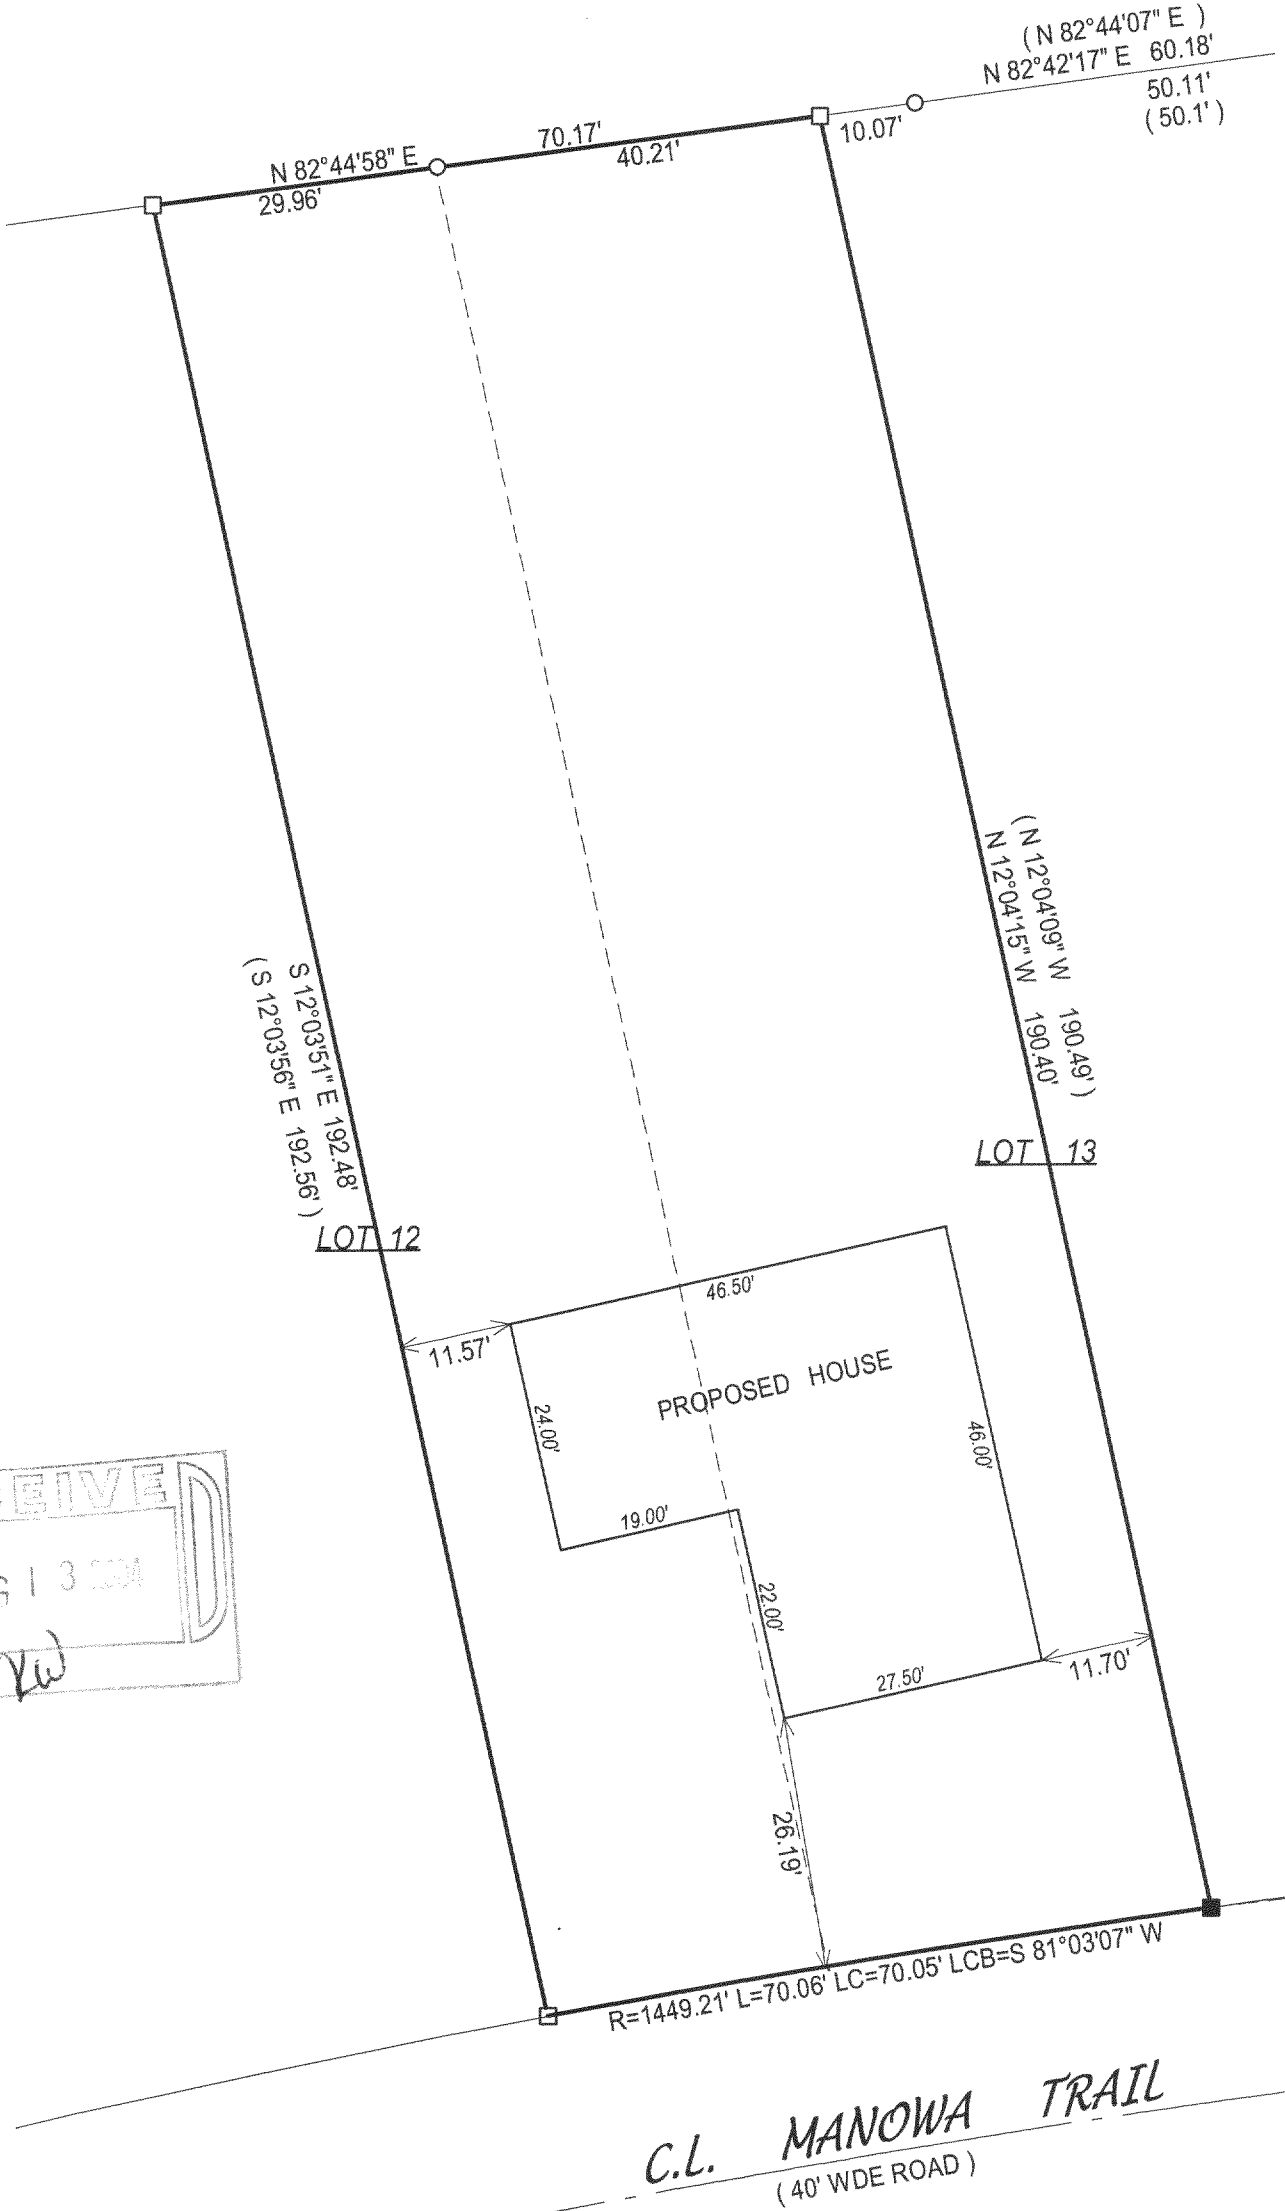 ( N 82°44'07" E )
N 82°42'17" E 60.18'
50.11'
( 50.1' )
10.07'
70.17'
40.21'
N 82°44'58" E
29.96'
( N 12°04'09" W 190.49' )
N 12°04'15" W 190.40'
S 12°03'51" E 192.48'
( S 12°03'56" E 192.56' )
LOT 13
LOT 12
46.50'
11.57'
PROPOSED HOUSE
24.00'
46.00'
19.00'
22.00'
27.50'
11.70'
26.19'
EIVED
13 2004
KW
R=1449.21' L=70.06' LC=70.05' LCB=S 81°03'07" W
C.L. MANOWA TRAIL
( 40' WDE ROAD )